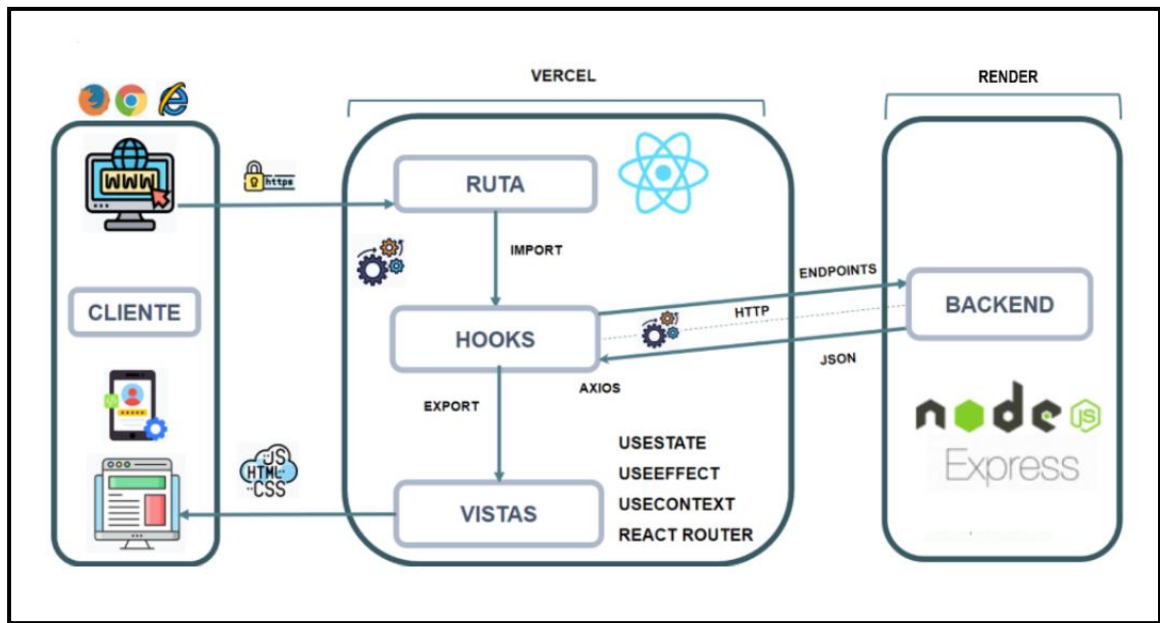 VERCEL
RENDER
WWW
https
RUTA
IMPORT
ENDPOINTS
CLIENTE
HOOKS
HTTP
BACKEND
JSON
AXIOS
EXPORT
node
JS
Express
JS
HTML
CSS
VISTAS
USESTATE
USEEFFECT
USECONTEXT
REACT ROUTER